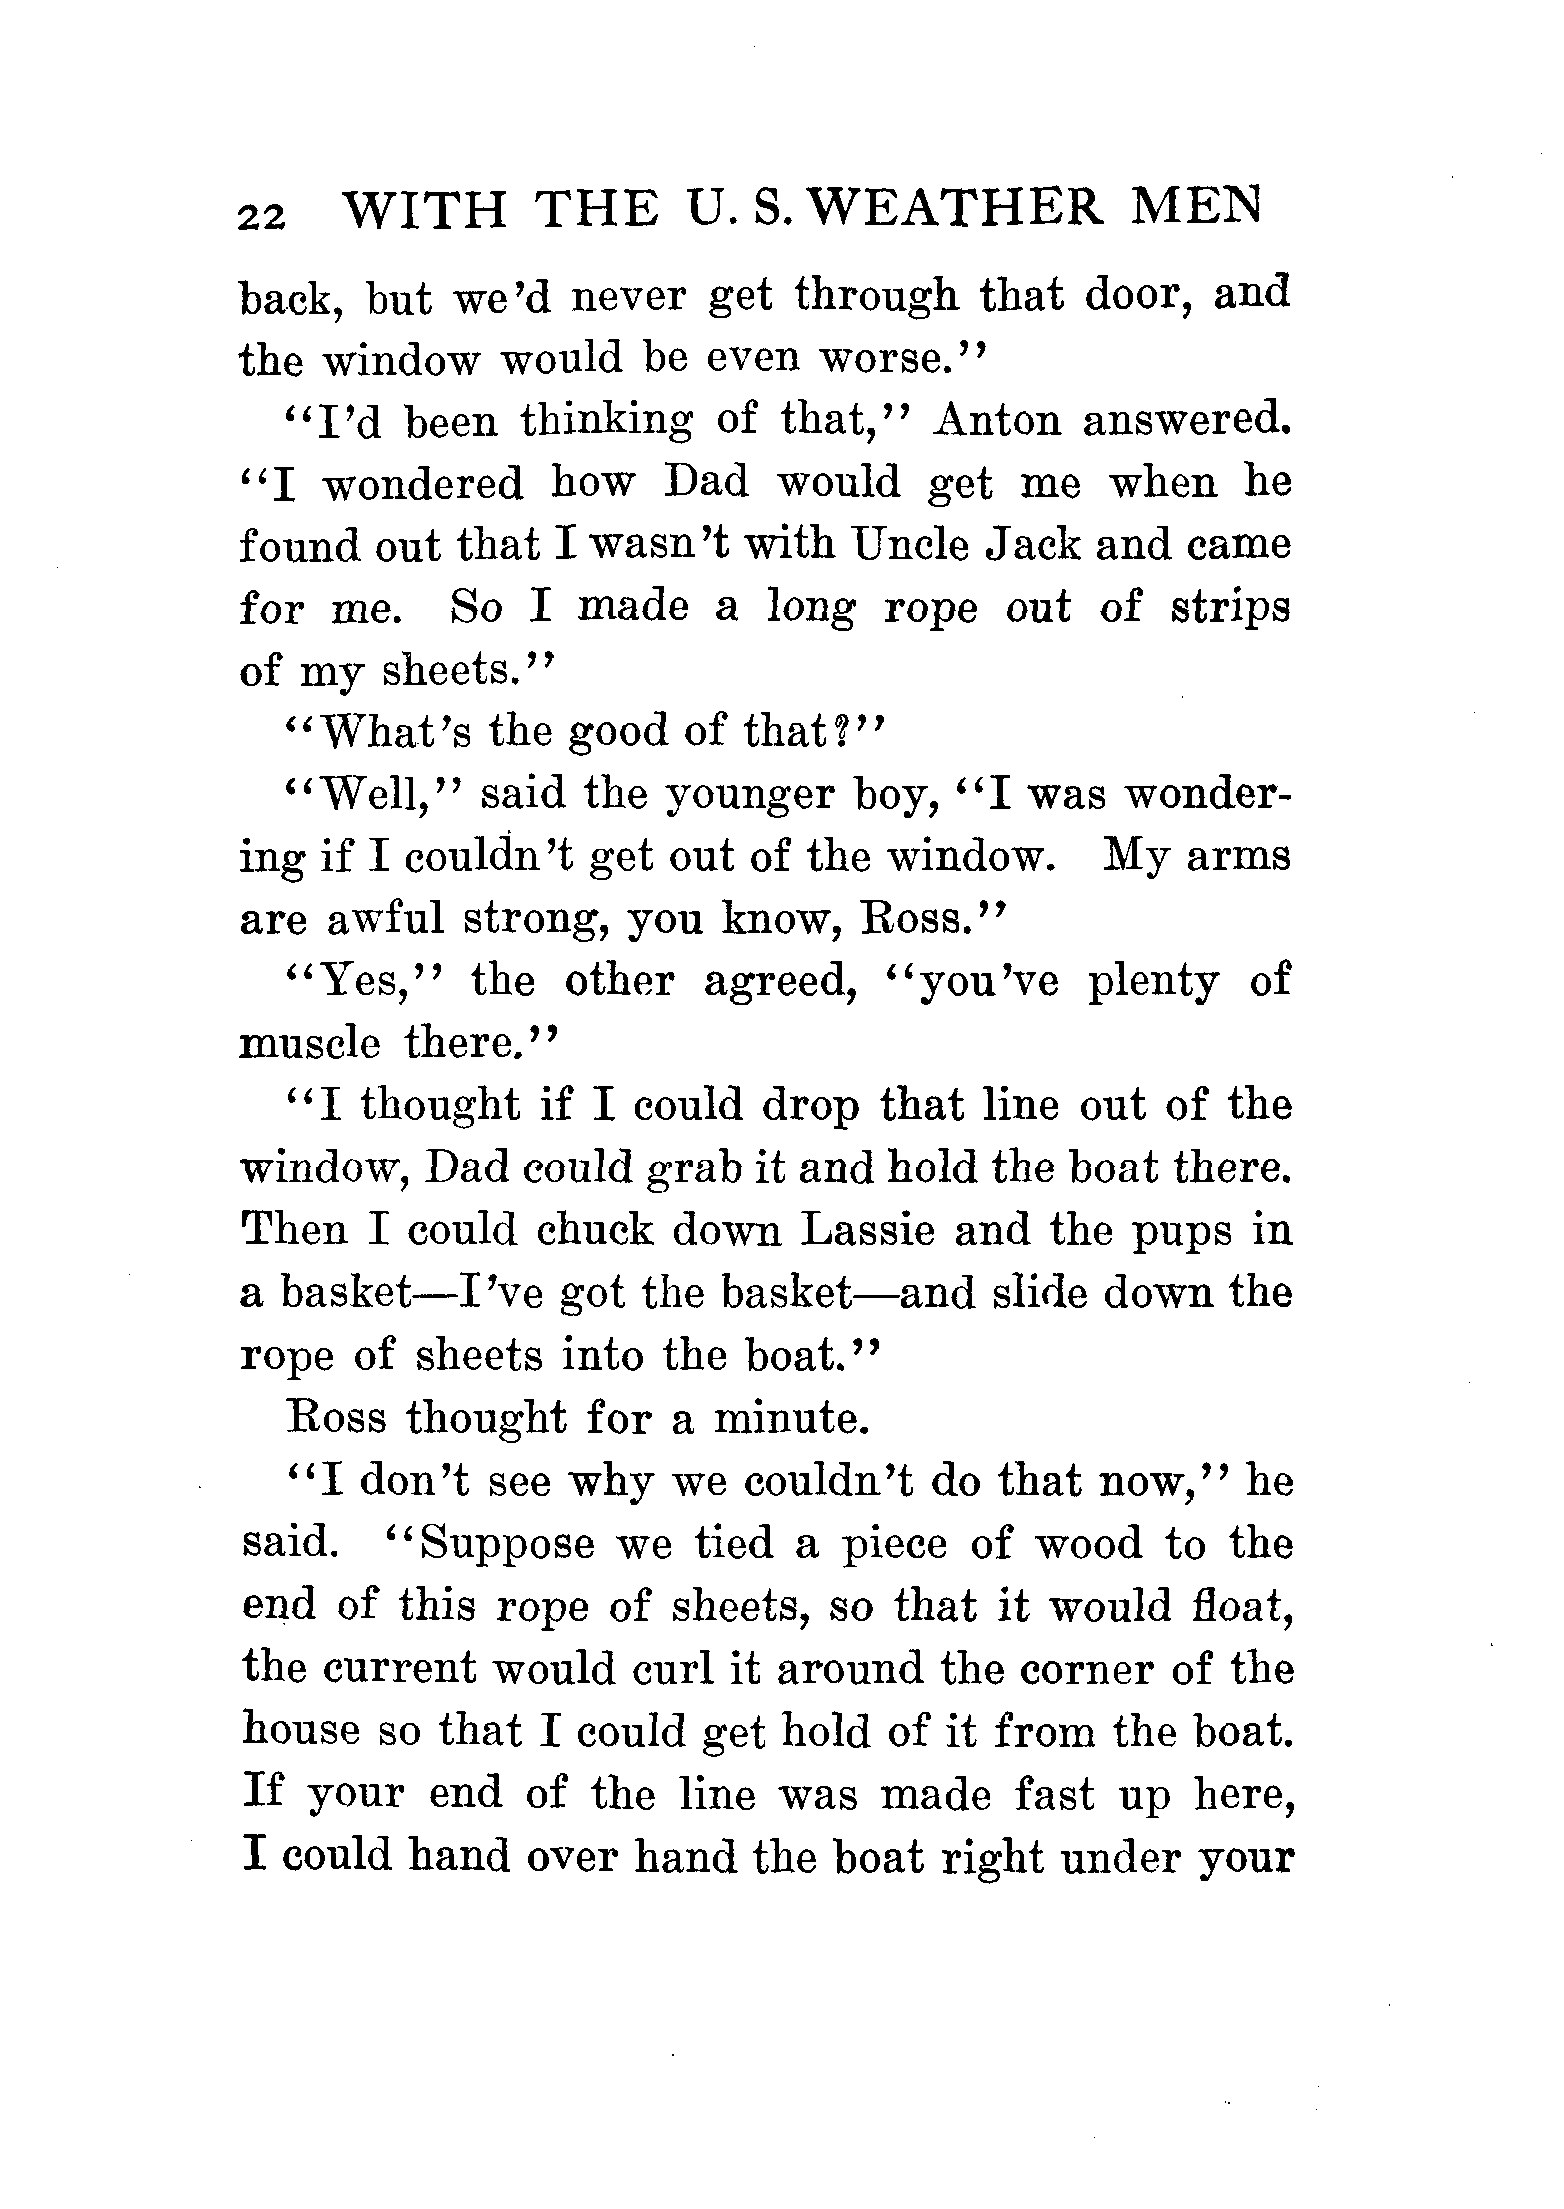 22 WITH THE U. S. WEATHER MEN
back, but we'd never get through that door, and
the window would be even worse."
"I'd been thinking of that," Anton answered.
"I wondered how Dad would get me when he
found out that I wasn't with Uncle Jack and came
for me. So I made a long rope out of strips
of my sheets."
"What's the good of that?"
"Well," said the younger boy, "I was wonder-
ing if I couldn't get out of the window. My arms
are awful strong, you know, Ross."
"Yes," the other agreed, "you've plenty of
muscle there."
"I thought if I could drop that line out of the
window, Dad could grab it and hold the boat there.
Then I could chuck down Lassie and the pups in
a basket—I've got the basket—and slide down the
rope of sheets into the boat."
Ross thought for a minute.
"I don't see why we couldn't do that now," he
said. "Suppose we tied a piece of wood to the
end of this rope of sheets, so that it would float,
the current would curl it around the corner of the
house so that I could get hold of it from the boat.
If your end of the line was made fast up here,
I could hand over hand the boat right under your